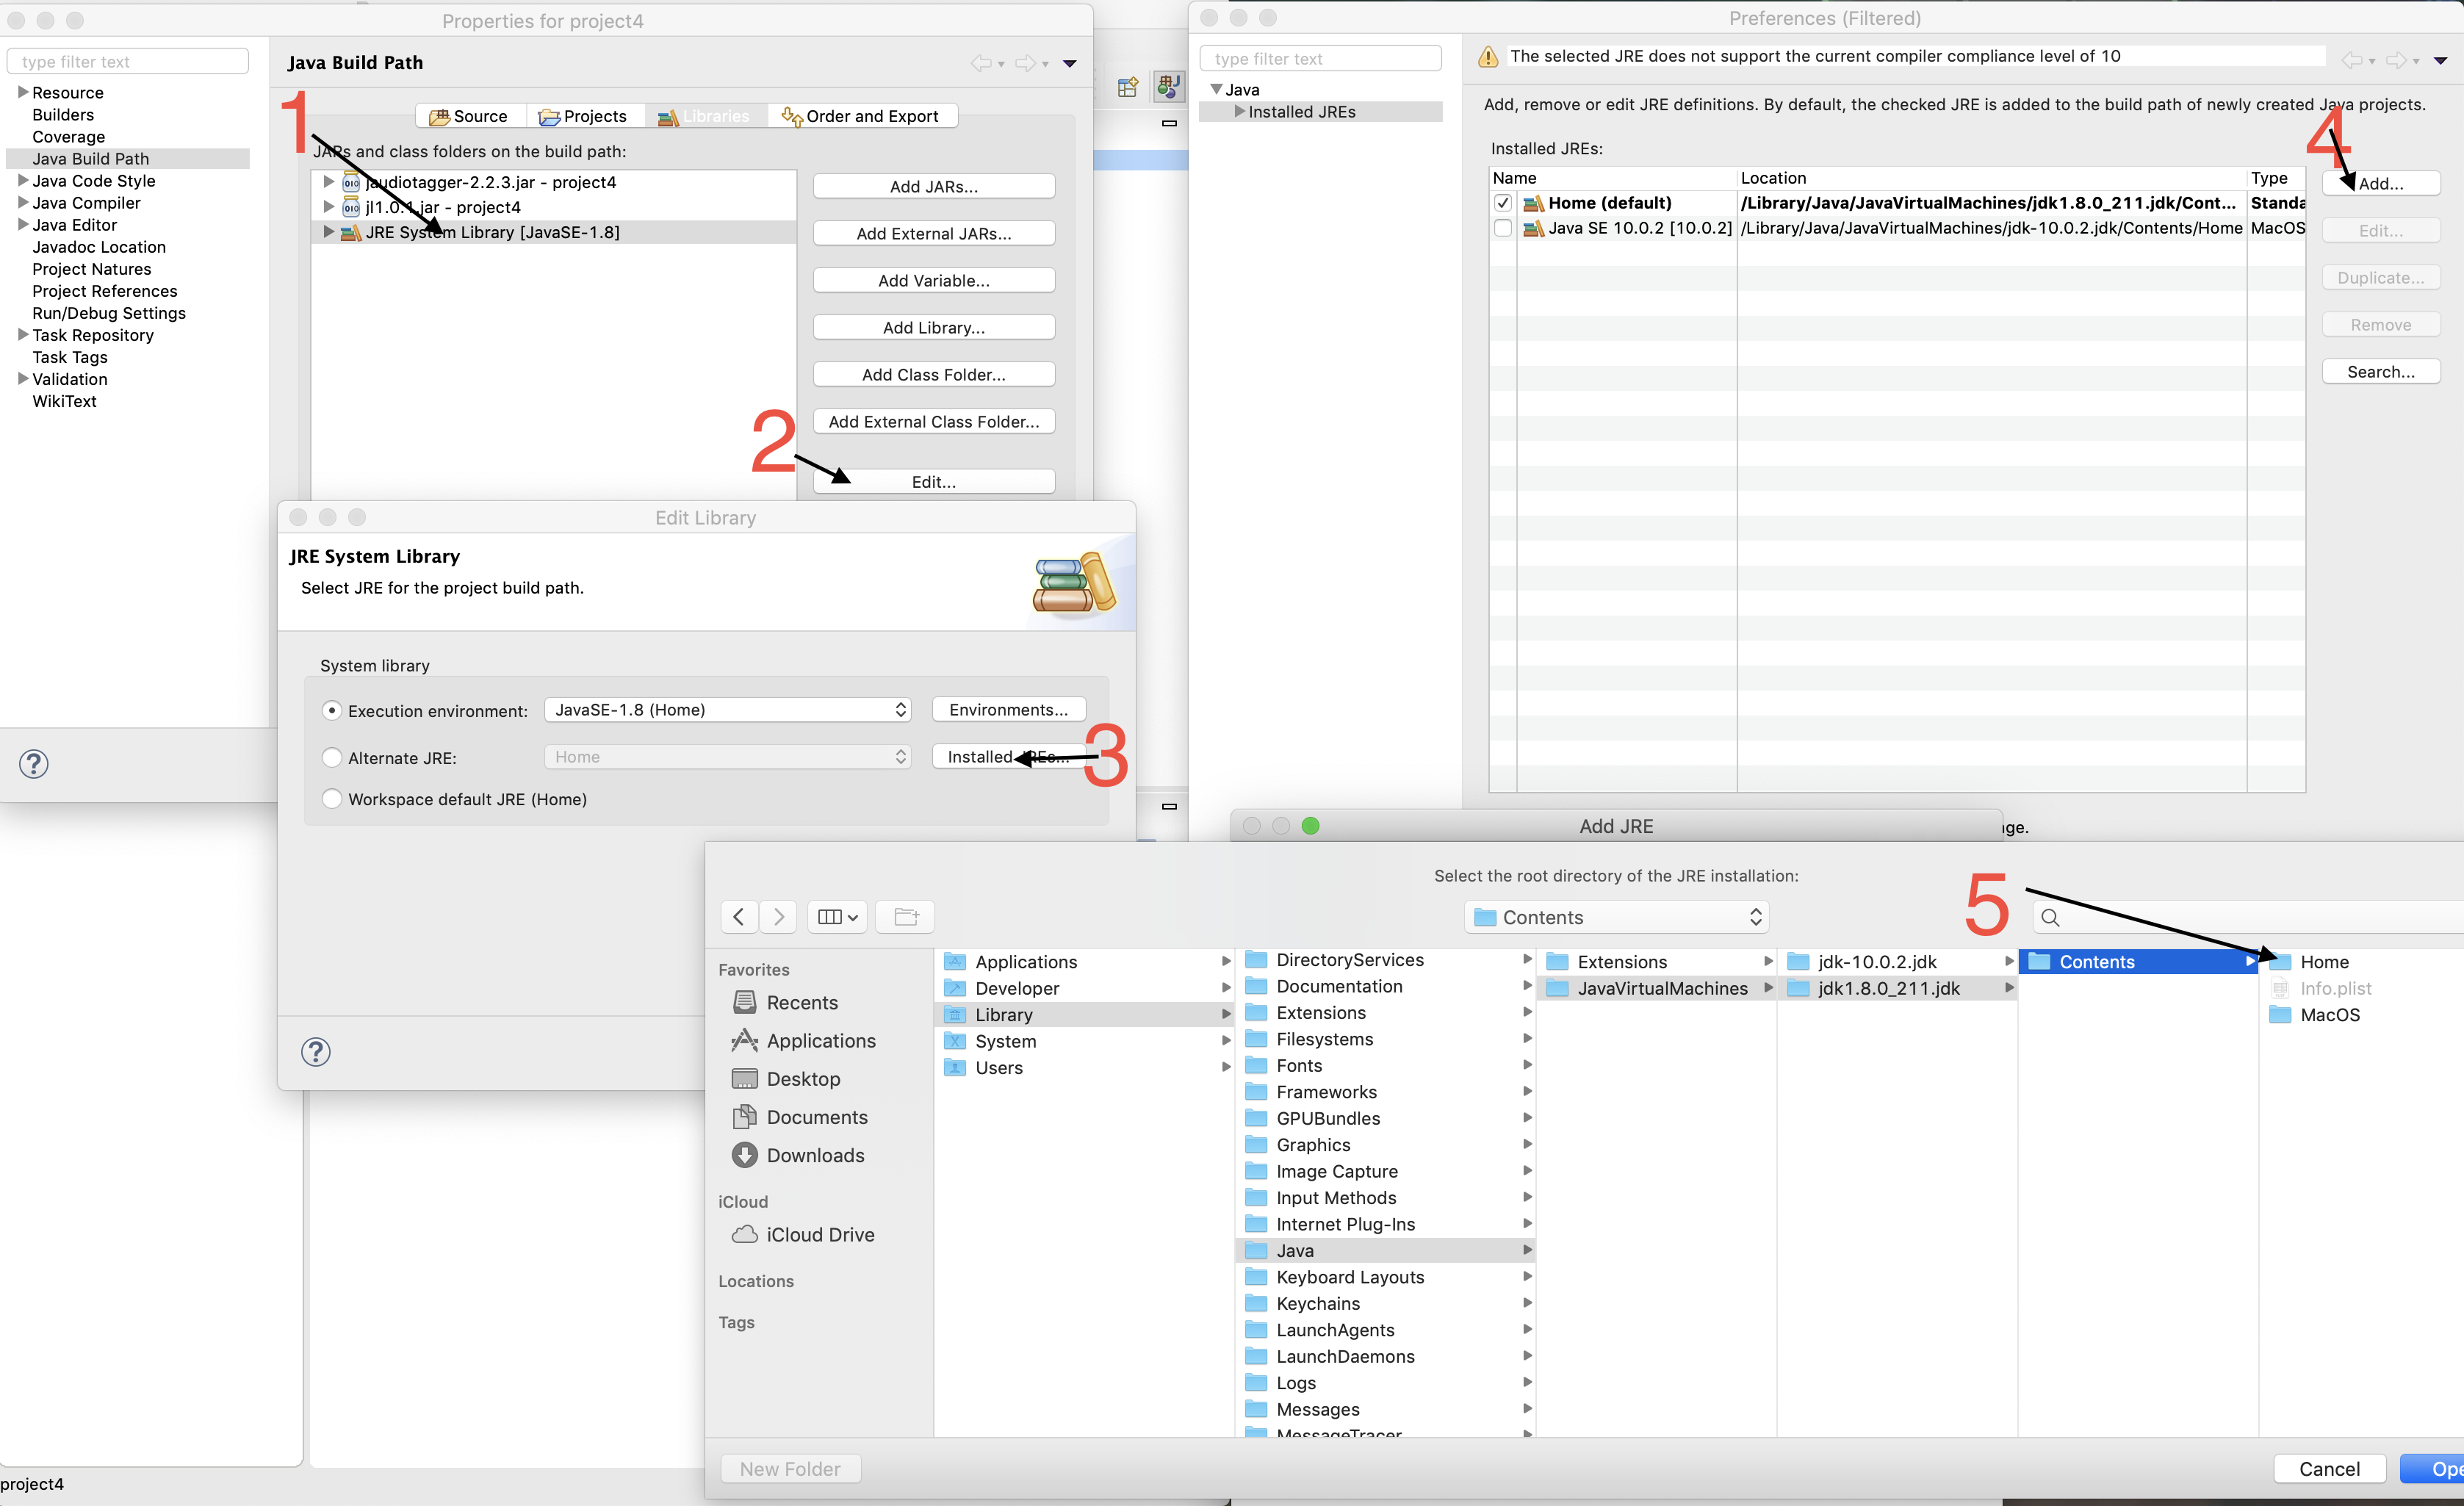 Properties for project4
type filter text
Resource
Builders
Coverage
Java Build Path
Java Code Style
Java Compiler
Java Editor
Javadoc Location
Project Natures
Project References
Run/Debug Settings
Task Repository
Task Tags
Validation
WikiText
Java Build Path
1
Source
Projects
Libraries
Order and Export
JARs and class folders on the build path:
jaudiotagger-2.2.3.jar - project4
jl1.0.1.jar - project4
JRE System Library [JavaSE-1.8]
Add JARs...
Add External JARs...
Add Variable...
Add Library...
Add Class Folder...
Add External Class Folder...
2
Edit...
Edit Library
JRE System Library
Select JRE for the project build path.
System library
Execution environment:
JavaSE-1.8 (Home)
Environments...
Alternate JRE:
Home
Installed JREs...
3
Workspace default JRE (Home)
Preferences (Filtered)
type filter text
Java
Installed JREs
The selected JRE does not support the current compiler compliance level of 10
Add, remove or edit JRE definitions. By default, the checked JRE is added to the build path of newly created Java projects.
4
Installed JREs:
Name Location Type
Home (default) /Library/Java/JavaVirtualMachines/jdk1.8.0_211.jdk/Cont... Standa
Java SE 10.0.2 [10.0.2] /Library/Java/JavaVirtualMachines/jdk-10.0.2.jdk/Contents/Home MacOS
Add...
Edit...
Duplicate...
Remove
Search...
nge.
Add JRE
Select the root directory of the JRE installation:
Contents
5
Favorites
Recents
Applications
Desktop
Documents
Downloads
iCloud
iCloud Drive
Locations
Tags
Applications
Developer
Library
System
Users
DirectoryServices
Documentation
Extensions
Filesystems
Fonts
Frameworks
GPUBundles
Graphics
Image Capture
Input Methods
Internet Plug-Ins
Java
Keyboard Layouts
Keychains
LaunchAgents
LaunchDaemons
Logs
Messages
MessageTracer
Extensions
JavaVirtualMachines
jdk-10.0.2.jdk
jdk1.8.0_211.jdk
Contents
Home
Info.plist
MacOS
New Folder
Cancel
Ope
project4